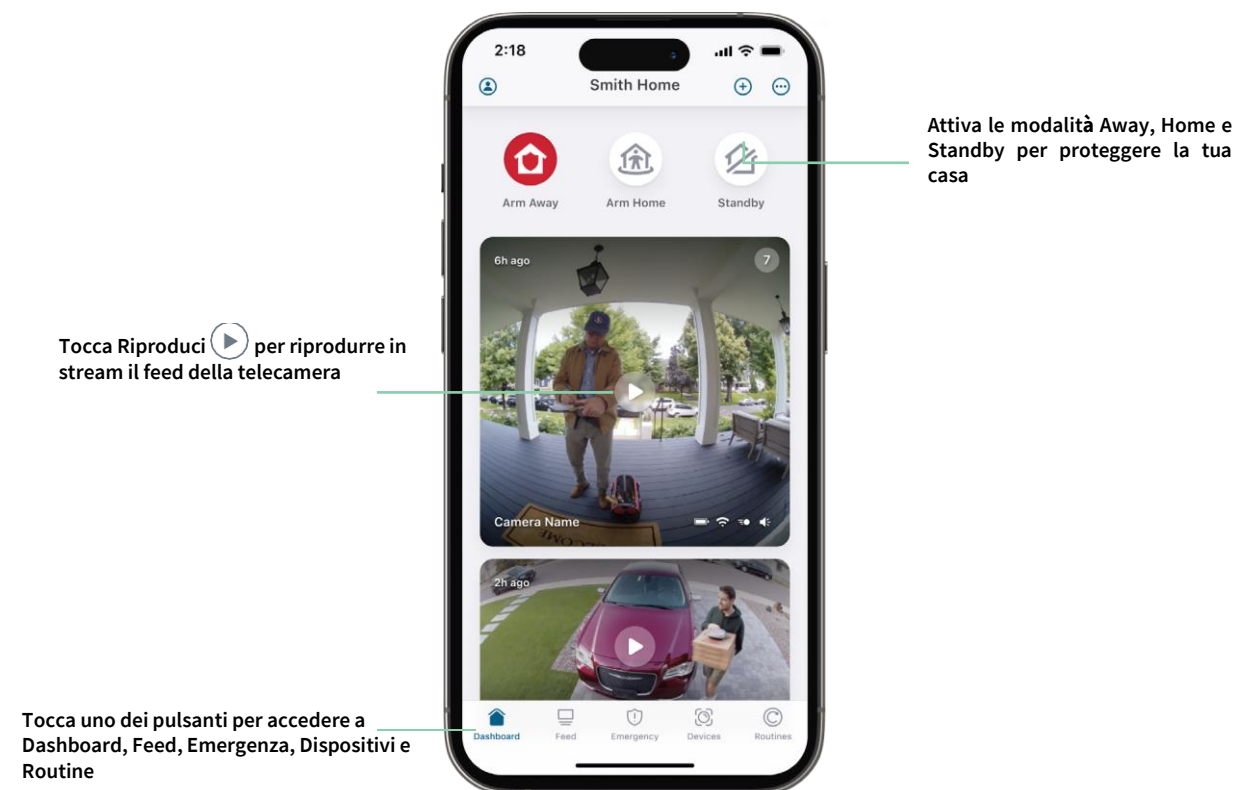 2:18
Smith Home
Attiva le modalità Away, Home e
Standby per proteggere la tua
casa
Arm Away
Arm Home
Standby
6h ago
7
Tocca Riproduci per riprodurre in
stream il feed della telecamera
Camera Name
WELCOME
2h ago
Tocca uno dei pulsanti per accedere a
Dashboard, Feed, Emergenza, Dispositivi e
Routine
Dashboard
Feed
Emergency
Devices
Routines